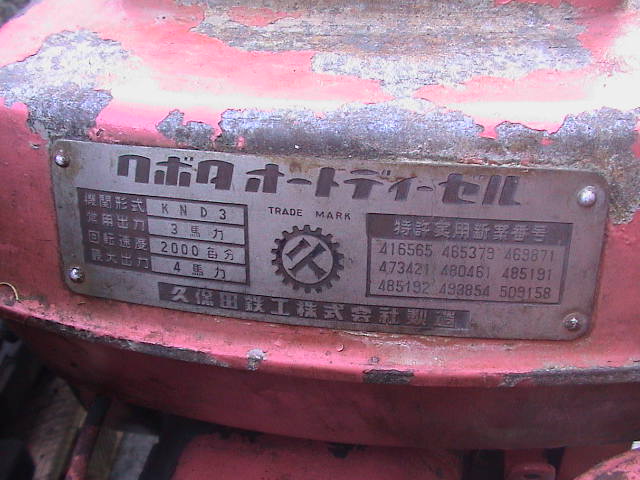 クボタ オートディーゼル
機関形式 KND3
常用出力 3馬力
回転速度 2000毎分
最大出力 4馬力
TRADE MARK
久
特許実用新案番号
416565 465379 469871
473421 480461 485191
485192 493854 509158
久保田鉄工株式会社製造